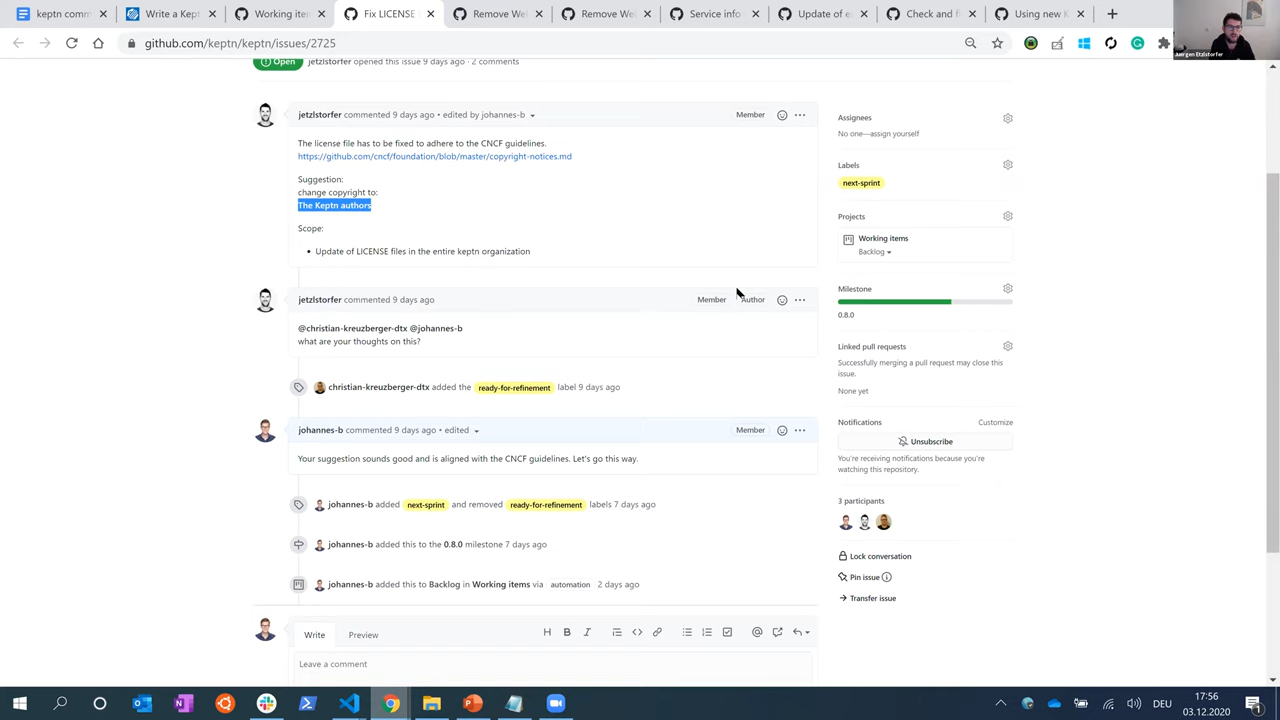 Fix LICENSE
Remove We
Remove We
Service
Update of
Check and f
Using new K
github.com/keptn/keptn/issues/2725
Juergen Etzlstorfer
Open jetzlstorfer opened this issue 9 days ago · 2 comments
jetzlstorfer commented 9 days ago • edited by johannes-b
Member
The license file has to be fixed to adhere to the CNCF guidelines.
https://github.com/cncf/foundation/blob/master/copyright-notices.md
Suggestion:
change copyright to:
The Keptn authors
Scope:
• Update of LICENSE files in the entire keptn organization
jetzlstorfer commented 9 days ago
Member Author
@christian-kreuzberger-dtx @johannes-b
what are your thoughts on this?
christian-kreuzberger-dtx added the ready-for-refinement label 9 days ago
johannes-b commented 9 days ago • edited
Member
Your suggestion sounds good and is aligned with the CNCF guidelines. Let's go this way.
johannes-b added next-sprint and removed ready-for-refinement labels 7 days ago
johannes-b added this to the 0.8.0 milestone 7 days ago
johannes-b added this to Backlog in Working items via automation 2 days ago
Write
Preview
Leave a comment
Assignees
No one—assign yourself
Labels
next-sprint
Projects
Working items
Backlog
Milestone
0.8.0
Linked pull requests
Successfully merging a pull request may close this
issue.
None yet
Notifications
Customize
Unsubscribe
You're receiving notifications because you're
watching this repository.
3 participants
Lock conversation
Pin issue
Transfer issue
DEU
17:56
03.12.2020
1